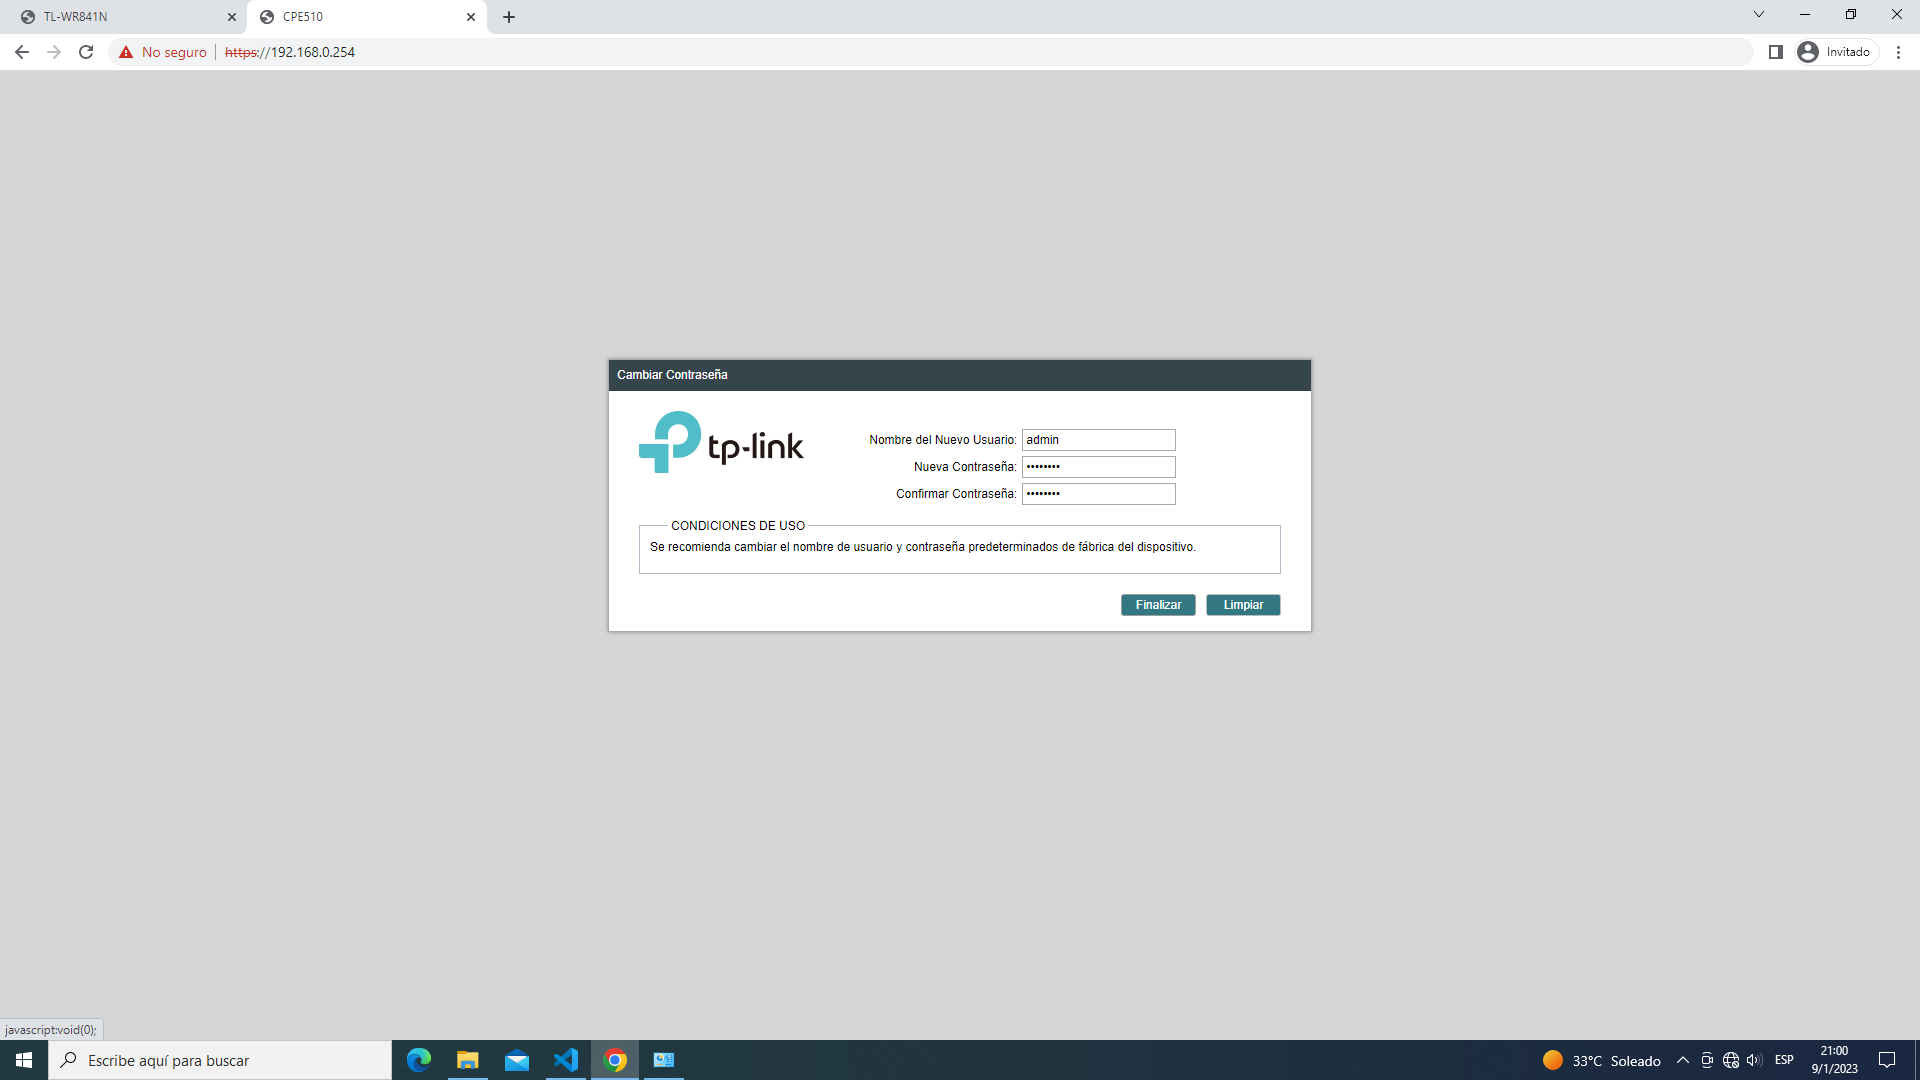 TL-WR841N
CPE510
No seguro
https://192.168.0.254
Invitado
Cambiar Contraseña
tp-link
Nombre del Nuevo Usuario: admin
Nueva Contraseña: ••••••••
Confirmar Contraseña: ••••••••
CONDICIONES DE USO
Se recomienda cambiar el nombre de usuario y contraseña predeterminados de fábrica del dispositivo.
Finalizar
Limpiar
javascript:void(0);
Escribe aquí para buscar
33°C Soleado
ESP
21:00
9/1/2023